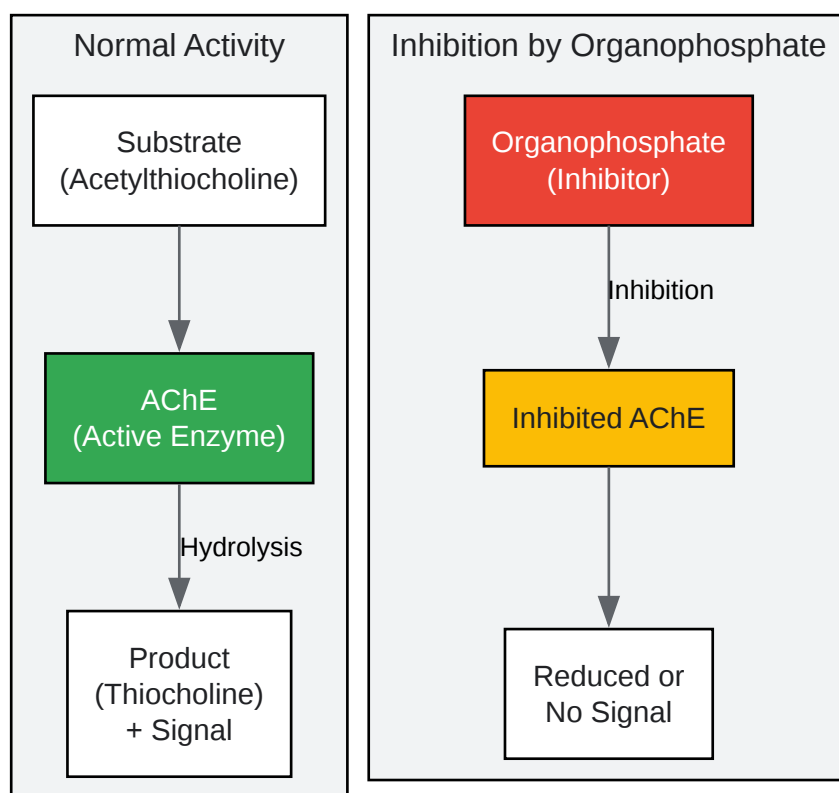 Normal Activity
Substrate
(Acetylthiocholine)
AChE
(Active Enzyme)
Hydrolysis
Product
(Thiocholine)
+ Signal
Inhibition by Organophosphate
Organophosphate
(Inhibitor)
Inhibition
Inhibited AChE
Reduced or
No Signal